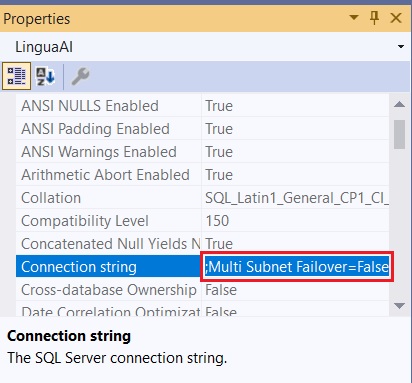 Properties
LinguaAI
ANSI NULLS Enabled True
ANSI Padding Enabled True
ANSI Warnings Enabled True
Arithmetic Abort Enabled True
Collation SQL_Latin1_General_CP1_CI_
Compatibility Level 150
Concatenated Null Yields N True
Connection string ;Multi Subnet Failover=False
Cross-database Ownership False
Date Correlation Optimizat False
Connection string
The SQL Server connection string.